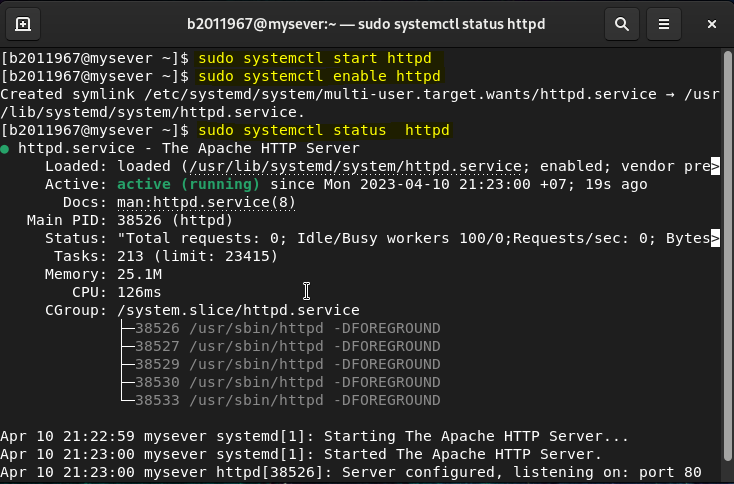 b2011967@mysever:~ — sudo systemctl status httpd
[b2011967@mysever ~]$ sudo systemctl start httpd
[b2011967@mysever ~]$ sudo systemctl enable httpd
Created symlink /etc/systemd/system/multi-user.target.wants/httpd.service → /usr
/lib/systemd/system/httpd.service.
[b2011967@mysever ~]$ sudo systemctl status  httpd
● httpd.service - The Apache HTTP Server
     Loaded: loaded (/usr/lib/systemd/system/httpd.service; enabled; vendor pre>
     Active: active (running) since Mon 2023-04-10 21:23:00 +07; 19s ago
       Docs: man:httpd.service(8)
   Main PID: 38526 (httpd)
     Status: "Total requests: 0; Idle/Busy workers 100/0;Requests/sec: 0; Bytes>
      Tasks: 213 (limit: 23415)
     Memory: 25.1M
        CPU: 126ms
     CGroup: /system.slice/httpd.service
             ├─38526 /usr/sbin/httpd -DFOREGROUND
             ├─38527 /usr/sbin/httpd -DFOREGROUND
             ├─38529 /usr/sbin/httpd -DFOREGROUND
             ├─38530 /usr/sbin/httpd -DFOREGROUND
             └─38533 /usr/sbin/httpd -DFOREGROUND
Apr 10 21:22:59 mysever systemd[1]: Starting The Apache HTTP Server...
Apr 10 21:23:00 mysever systemd[1]: Started The Apache HTTP Server.
Apr 10 21:23:00 mysever httpd[38526]: Server configured, listening on: port 80